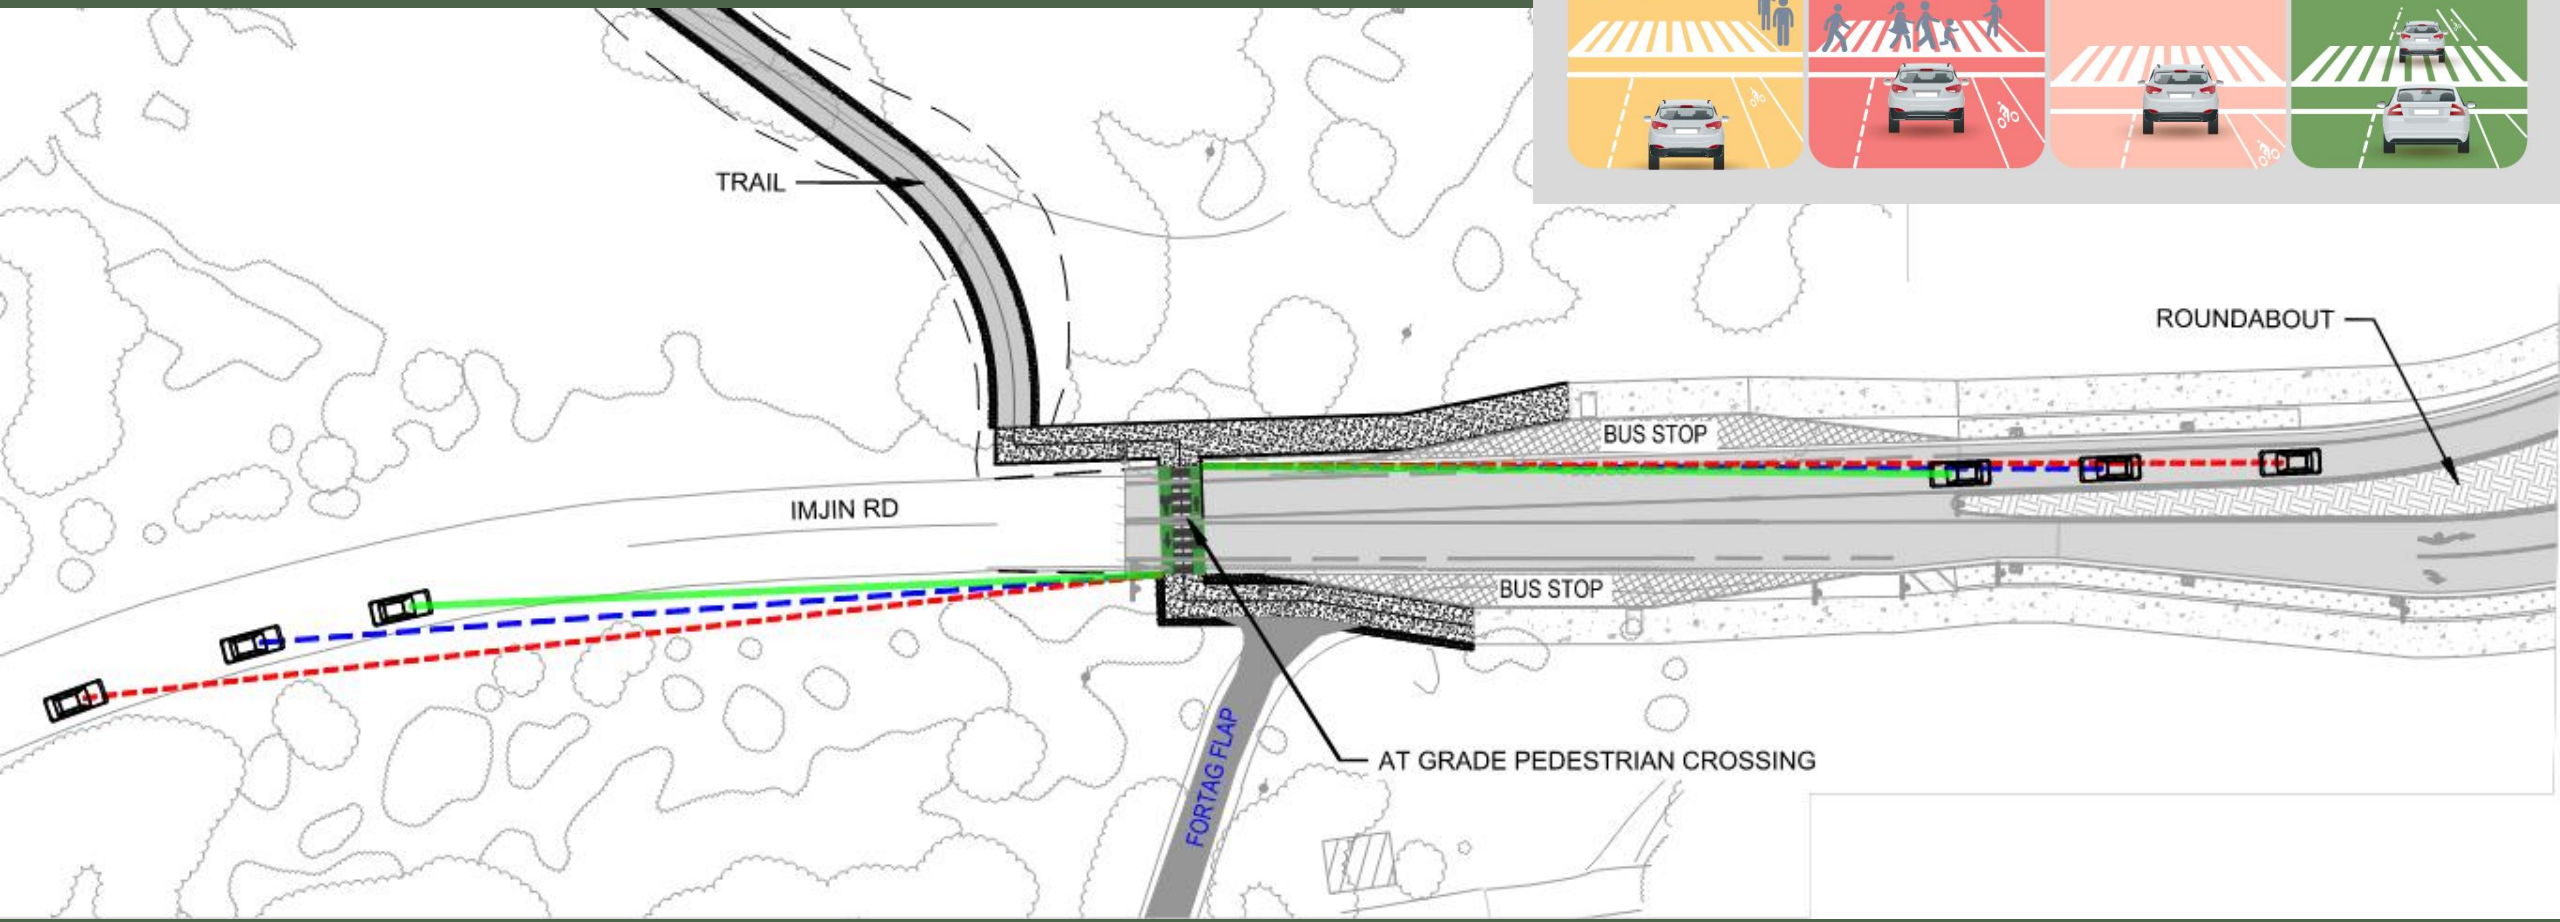 TRAIL
ROUNDABOUT
BUS STOP
IMJIN RD
BUS STOP
AT GRADE PEDESTRIAN CROSSING
FORTAG FLAP